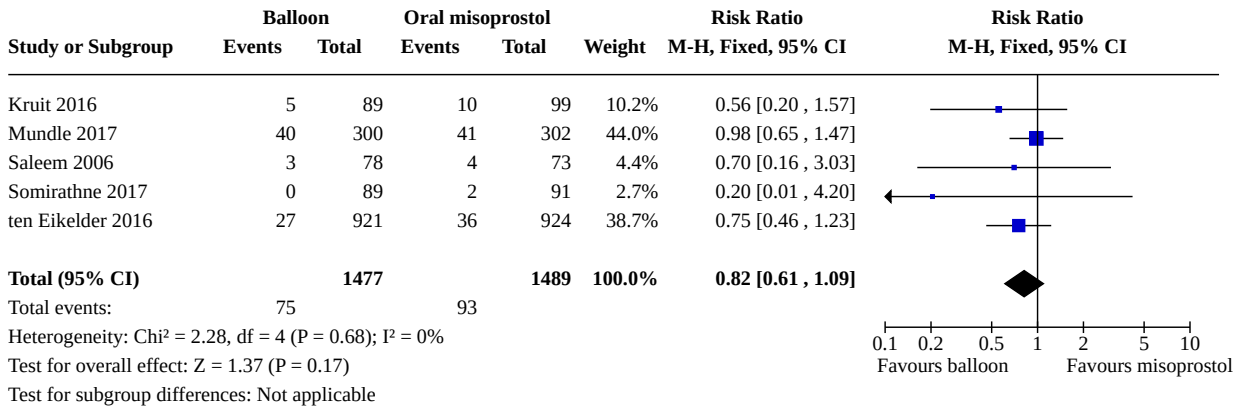 Balloon Oral misoprostol Risk Ratio Risk Ratio
Study or Subgroup Events Total Events Total Weight M-H, Fixed, 95% CI M-H, Fixed, 95% CI
Kruit 2016 5 89 10 99 10.2% 0.56 [0.20 , 1.57]
Mundle 2017 40 300 41 302 44.0% 0.98 [0.65 , 1.47]
Saleem 2006 3 78 4 73 4.4% 0.70 [0.16 , 3.03]
Somirathne 2017 0 89 2 91 2.7% 0.20 [0.01 , 4.20]
ten Eikelder 2016 27 921 36 924 38.7% 0.75 [0.46 , 1.23]
Total (95% CI) 1477 1489 100.0% 0.82 [0.61 , 1.09]
Total events: 75 93
Heterogeneity: Chi² = 2.28, df = 4 (P = 0.68); I² = 0%
Test for overall effect: Z = 1.37 (P = 0.17)
Test for subgroup differences: Not applicable
0.1 0.2 0.5 1 2 5 10
Favours balloon Favours misoprostol